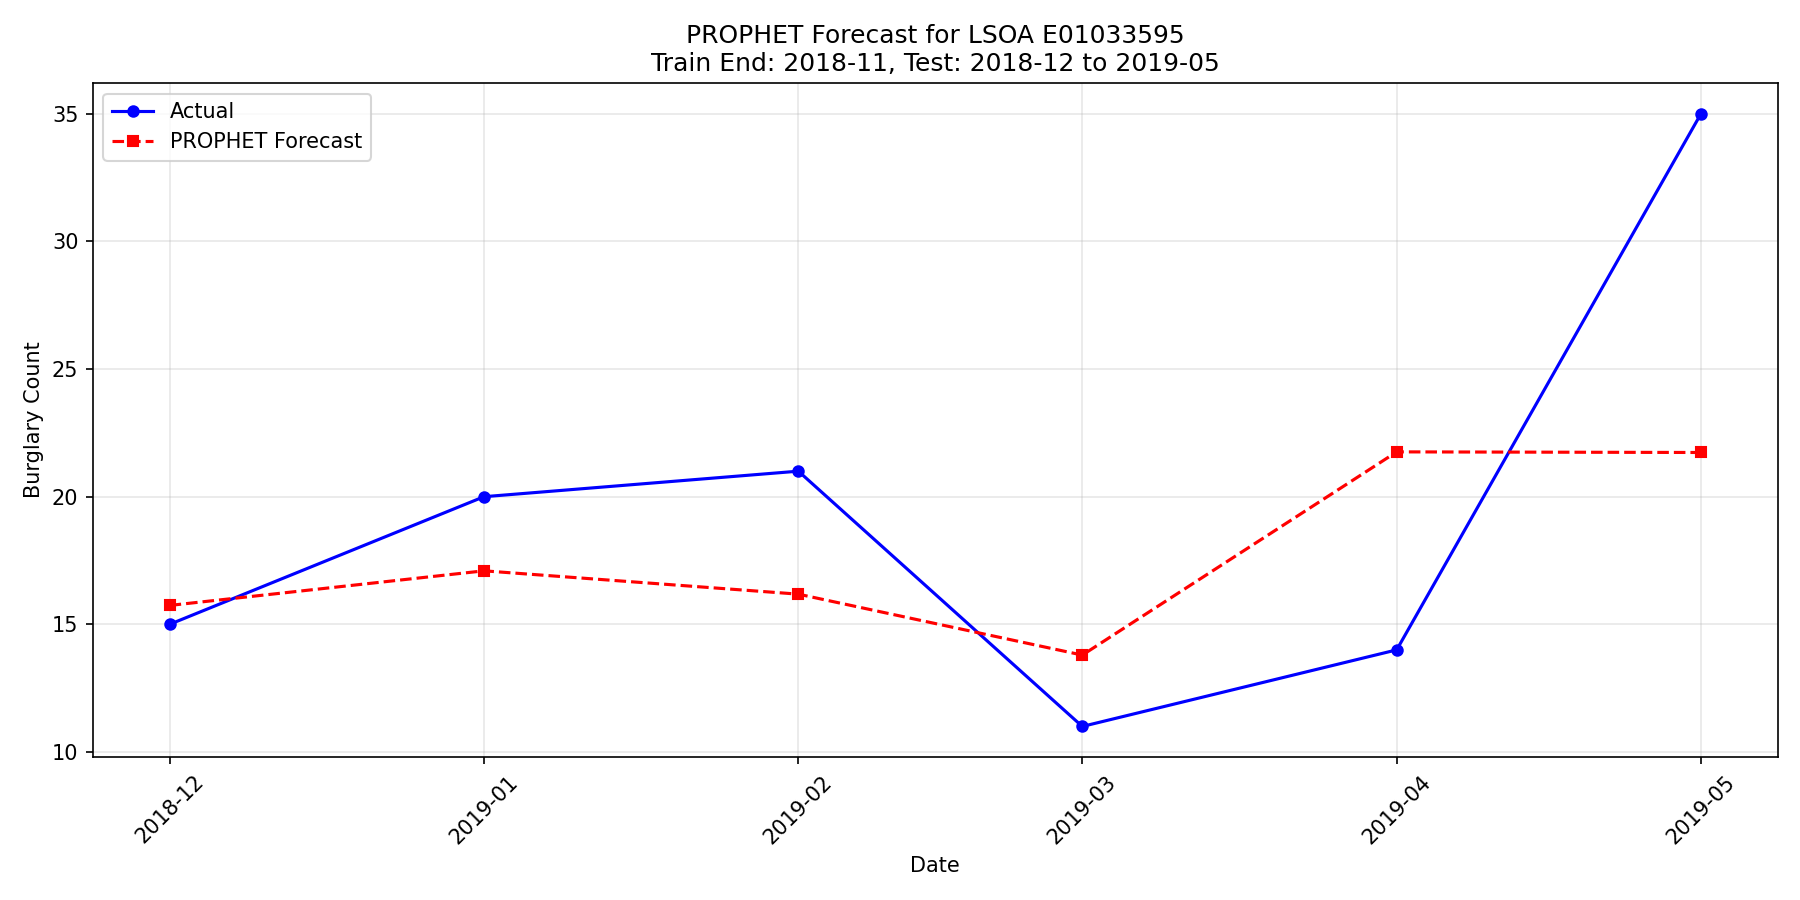 PROPHET Forecast for LSOA E01033595
Train End: 2018-11, Test: 2018-12 to 2019-05
Actual
PROPHET Forecast
Burglary Count
35
30
25
20
15
10
2018-12
2019-01
2019-02
2019-03
2019-04
2019-05
Date